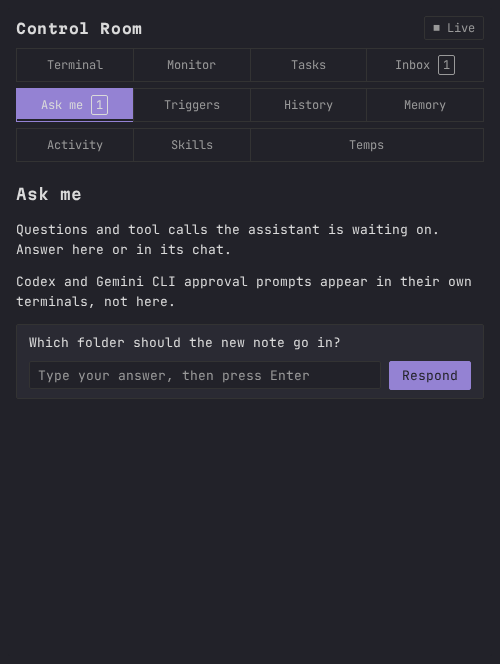 Control Room
Live
Terminal
Monitor
Tasks
Inbox 1
Ask me 1
Triggers
History
Memory
Activity
Skills
Temps
Ask me
Questions and tool calls the assistant is waiting on.
Answer here or in its chat.
Codex and Gemini CLI approval prompts appear in their own
terminals, not here.
Which folder should the new note go in?
Type your answer, then press Enter
Respond